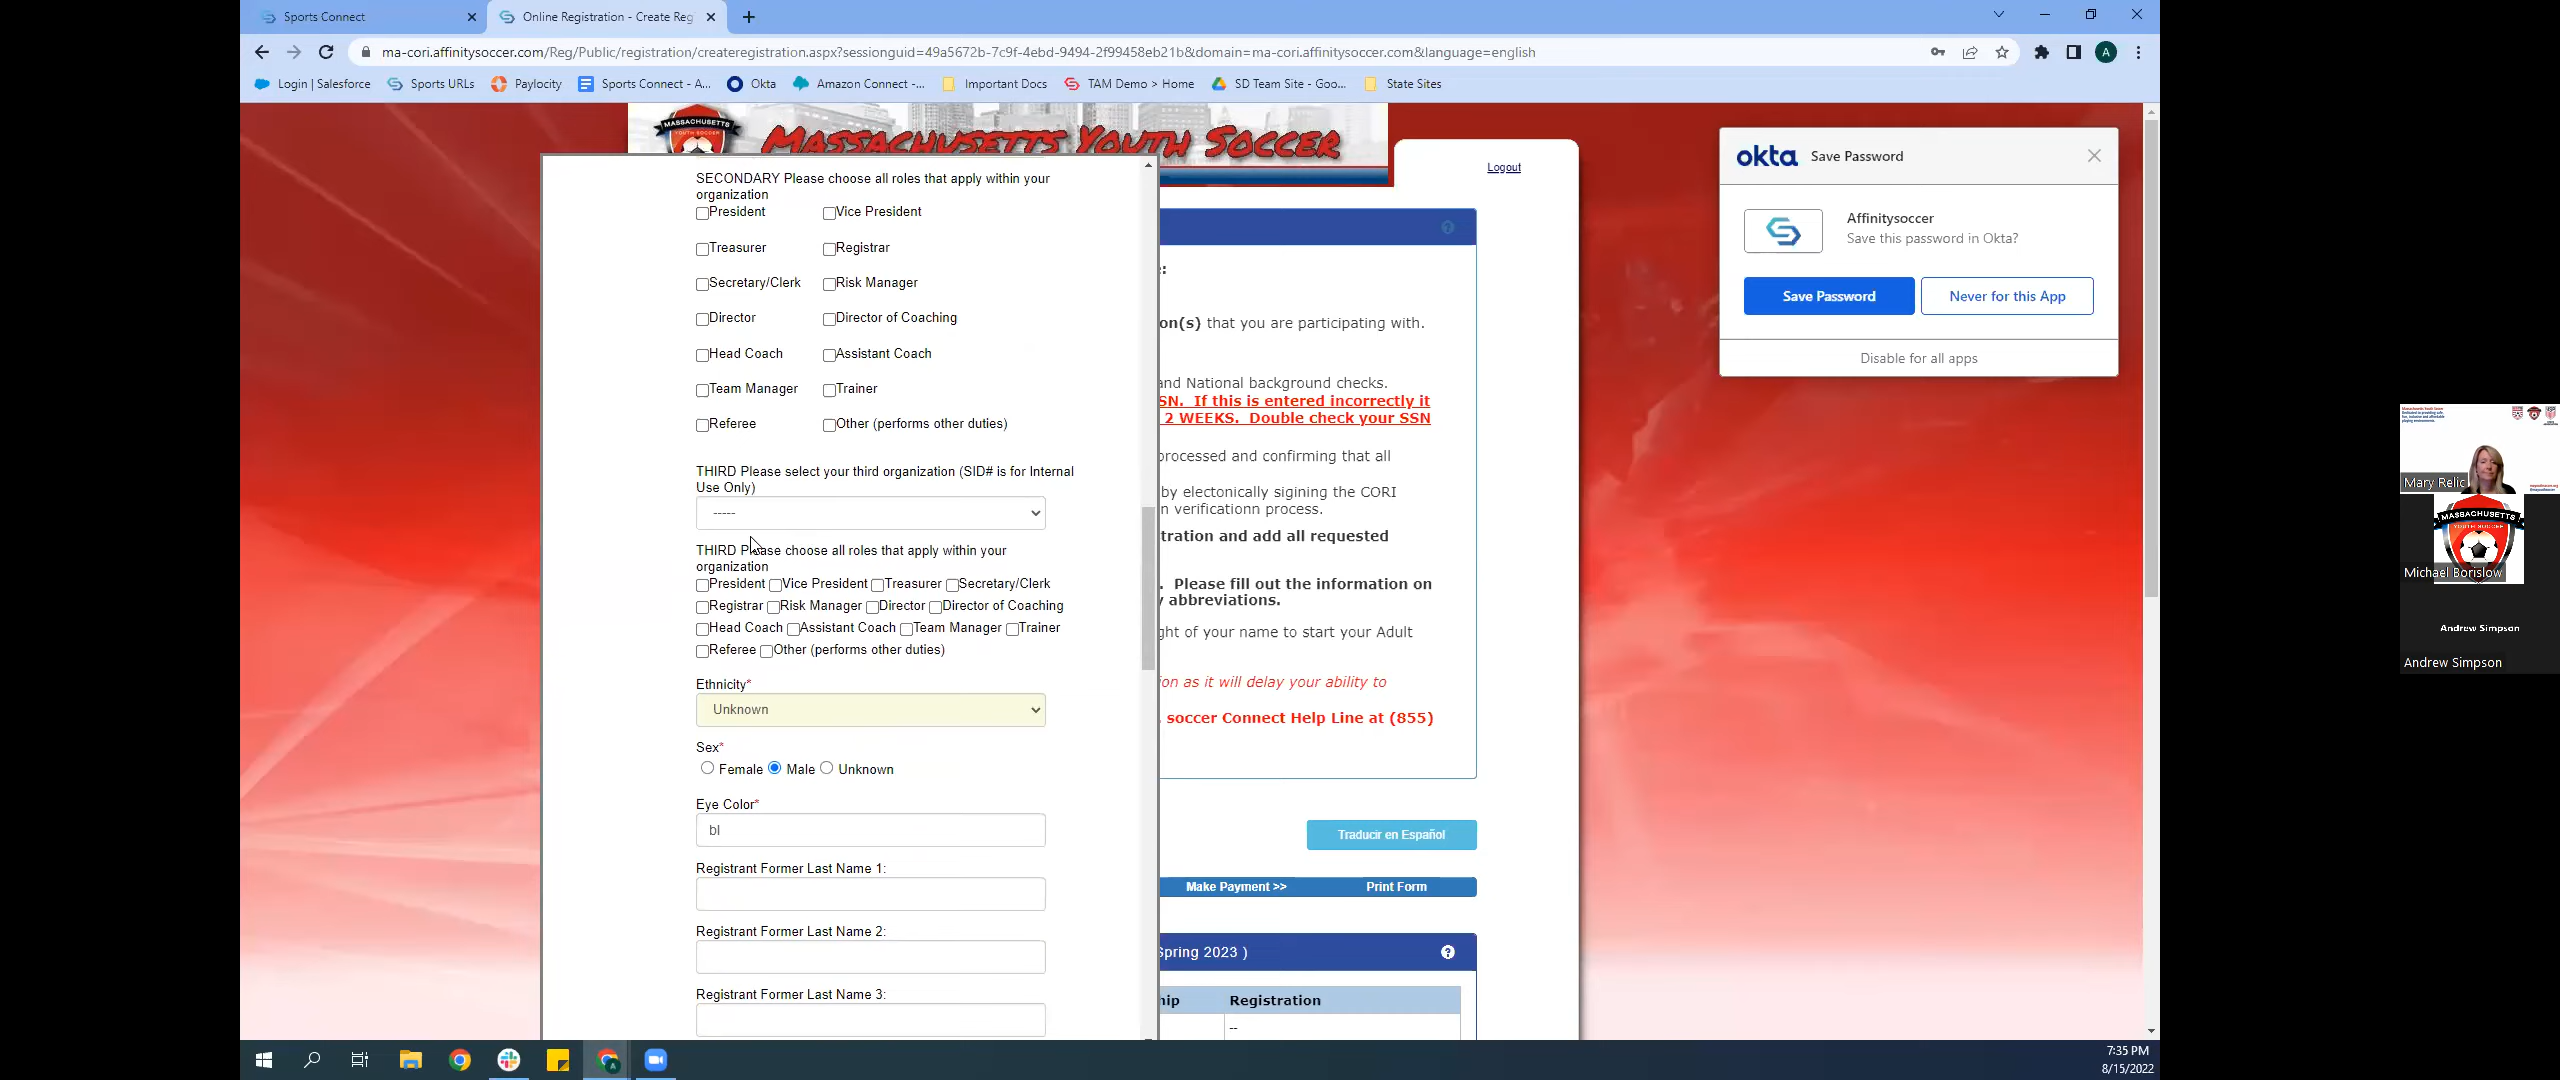 Sports Connect
Online Registration - Create Reg
ma-cori.affinitysoccer.com/Reg/Public/registration/createregistration.aspx?sessionguid=49a5672b-7c9f-4ebd-9494-2f99458eb21b&domain=ma-cori.affinitysoccer.com&language=english
A
Login | Salesforce
Sports URLs
Paylocity
Sports Connect - A...
Okta
Amazon Connect -...
Important Docs
TAM Demo > Home
SD Team Site - Goo...
State Sites
MASSACHUSETTS
YOUTH SOCCER
MASSACHUSETTS YOUTH SOCCER
Logout
SECONDARY Please choose all roles that apply within your
organization
President
Vice President
Treasurer
Registrar
Secretary/Clerk
Risk Manager
Director
Director of Coaching
Head Coach
Assistant Coach
Team Manager
Trainer
Referee
Other (performs other duties)
THIRD Please select your third organization (SID# is for Internal
Use Only)
-----
THIRD Please choose all roles that apply within your
organization
President Vice President Treasurer Secretary/Clerk
Registrar Risk Manager Director Director of Coaching
Head Coach Assistant Coach Team Manager Trainer
Referee Other (performs other duties)
Ethnicity*
Unknown
Sex*
Female Male Unknown
Eye Color*
bl
Registrant Former Last Name 1:
Registrant Former Last Name 2:
Registrant Former Last Name 3:
?
:
on(s) that you are participating with.
and National background checks.
SN. If this is entered incorrectly it
2 WEEKS. Double check your SSN
processed and confirming that all
by electonically sigining the CORI
n verificationn process.
tration and add all requested
. Please fill out the information on
y abbreviations.
ght of your name to start your Adult
ion as it will delay your ability to
soccer Connect Help Line at (855)
Traducir en Español
Make Payment >>
Print Form
Spring 2023 )
?
hip
Registration
--
okta Save Password
Affinitysoccer
Save this password in Okta?
Save Password
Never for this App
Disable for all apps
Mary Relic
MASSACHUSETTS
YOUTH SOCCER
Michael Borislow
Andrew Simpson
Andrew Simpson
A
7:35 PM
8/15/2022